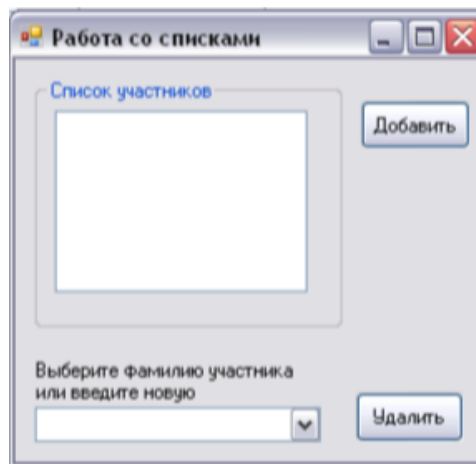 Работа со списками
Список участников
Добавить
Выберите фамилию участника
или введите новую
Удалить